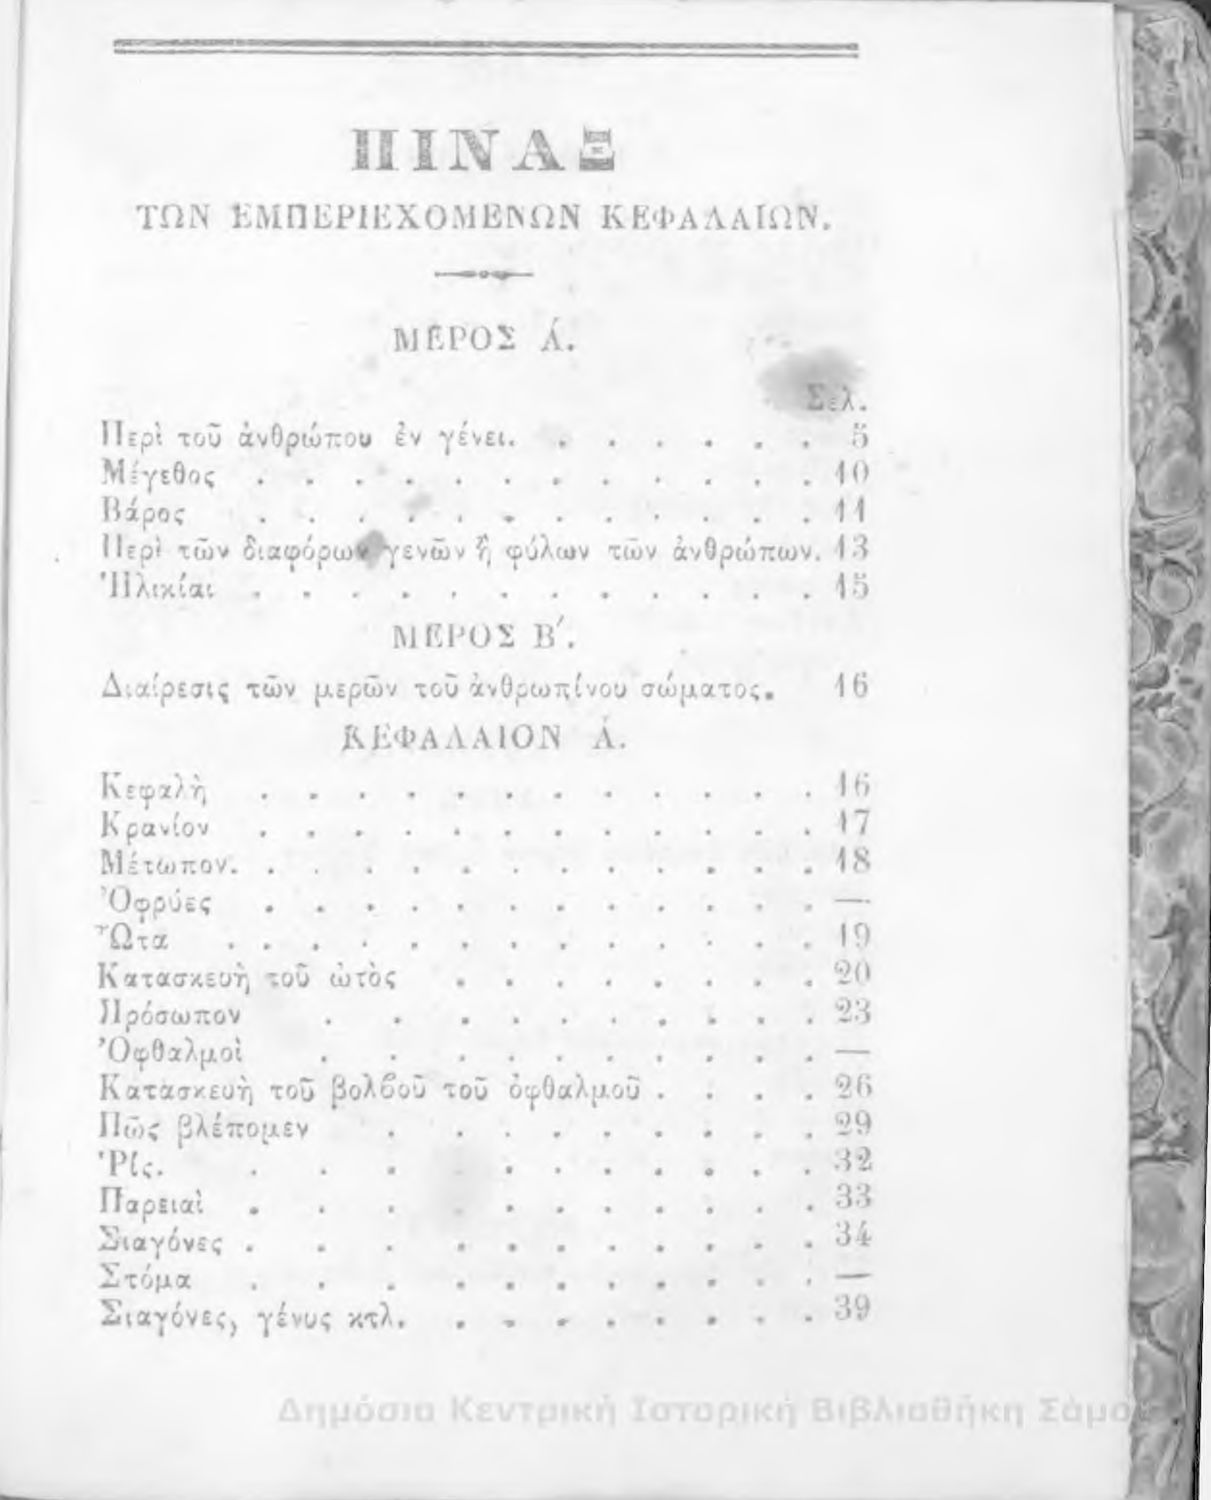 ΠΙΝΑΞ
ΤΩΝ ΕΜΠΕΡΙΕΧΟΜΕΝΩΝ ΚΕΦΑΛΑΙΩΝ.
ΜΕΡΟΣ Ά.
Σελ.
Περὶ τοῦ ἀνθρώπου ἐν γένει. . . . . . . 5
Μέγεθος . . . . . . . . . . . . 10
Βάρος . . . . . . . . . . . . 11
Περὶ τῶν διαφόρων γενῶν ἢ φύλων τῶν ἀνθρώπων. 13
Ἡλικίαι . . . . . . . . . . . . 15
ΜΕΡΟΣ Β΄.
Διαίρεσις τῶν μερῶν τοῦ ἀνθρωπίνου σώματος. 16
ΚΕΦΑΛΑΙΟΝ Ά.
Κεφαλὴ . . . . . . . . . . . . 16
Κρανίον . . . . . . . . . . . . 17
Μέτωπον. . . . . . . . . . . . . 18
Ὀφρύες . . . . . . . . . . . . —
Ὦτα . . . . . . . . . . . . . 19
Κατασκευὴ τοῦ ὠτὸς . . . . . . . . 20
Πρόσωπον . . . . . . . . . . 23
Ὀφθαλμοὶ . . . . . . . . . . —
Κατασκευὴ τοῦ βολϐοῦ τοῦ ὀφθαλμοῦ . . . . 26
Πῶς βλέπομεν . . . . . . . . . 29
Ῥίς. . . . . . . . . . . 32
Παρειαὶ . . . . . . . . . . 33
Σιαγόνες . . . . . . . . . . . 34
Στόμα . . . . . . . . . . . —
Σιαγόνες, γένυς κτλ. . . . . . . . . 39
Δημόσια Κεντρική Ιστορική Βιβλιοθήκη Σάμο